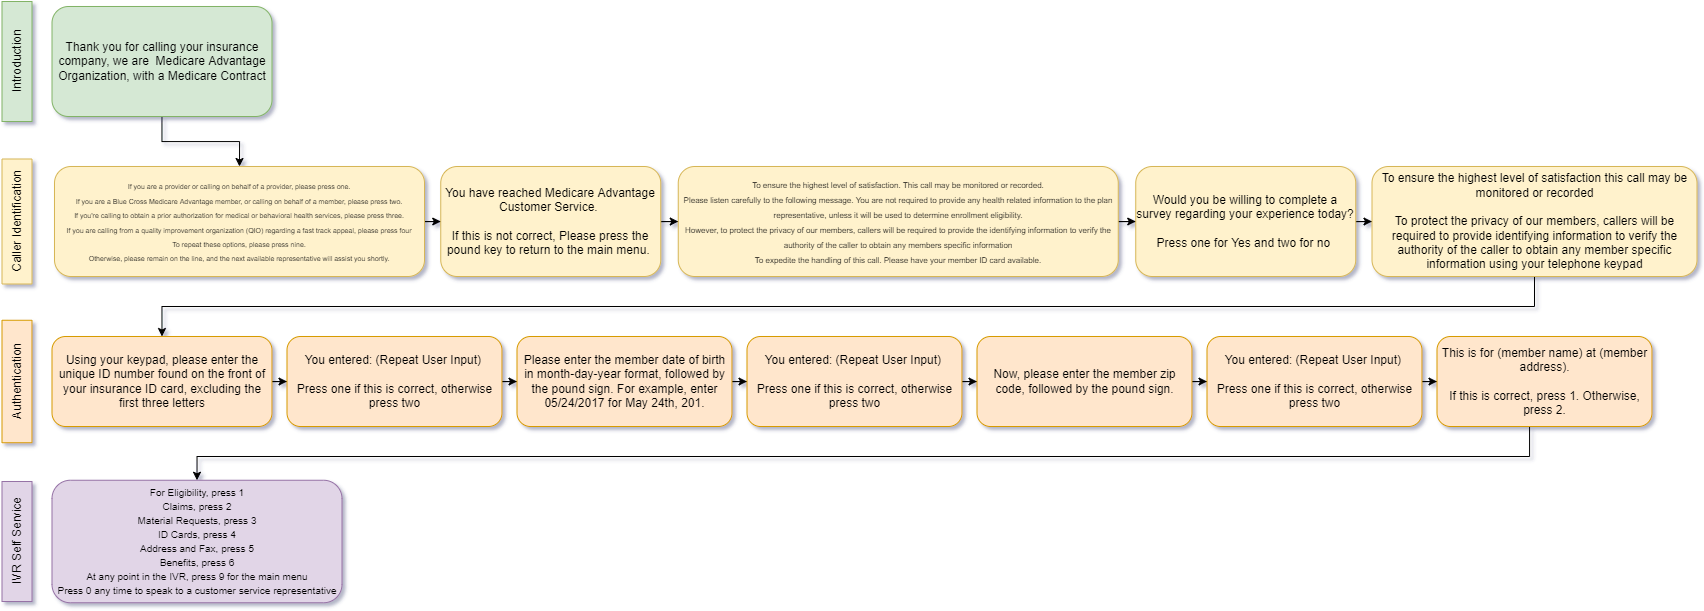 Introduction
Thank you for calling your insurance
company, we are  Medicare Advantage
Organization, with a Medicare Contract
Caller Identification
If you are a provider or calling on behalf of a provider, please press one.
If you are a Blue Cross Medicare Advantage member, or calling on behalf of a member, please press two.
If you're calling to obtain a prior authorization for medical or behavioral health services, please press three.
If you are calling from a quality improvement organization (QIO) regarding a fast track appeal, please press four
To repeat these options, please press nine.
Otherwise, please remain on the line, and the next available representative will assist you shortly.
You have reached Medicare Advantage
Customer Service.
If this is not correct, Please press the
pound key to return to the main menu.
To ensure the highest level of satisfaction. This call may be monitored or recorded.
Please listen carefully to the following message. You are not required to provide any health related information to the plan
representative, unless it will be used to determine enrollment eligibility.
However, to protect the privacy of our members, callers will be required to provide the identifying information to verify the
authority of the caller to obtain any members specific information
To expedite the handling of this call. Please have your member ID card available.
Would you be willing to complete a
survey regarding your experience today?
Press one for Yes and two for no
To ensure the highest level of satisfaction this call may be
monitored or recorded
To protect the privacy of our members, callers will be
required to provide identifying information to verify the
authority of the caller to obtain any member specific
information using your telephone keypad
Authentication
Using your keypad, please enter the
unique ID number found on the front of
your insurance ID card, excluding the
first three letters
You entered: (Repeat User Input)
Press one if this is correct, otherwise
press two
Please enter the member date of birth
in month-day-year format, followed by
the pound sign. For example, enter
05/24/2017 for May 24th, 201.
You entered: (Repeat User Input)
Press one if this is correct, otherwise
press two
Now, please enter the member zip
code, followed by the pound sign.
You entered: (Repeat User Input)
Press one if this is correct, otherwise
press two
This is for (member name) at (member
address).
If this is correct, press 1. Otherwise,
press 2.
IVR Self Service
For Eligibility, press 1
Claims, press 2
Material Requests, press 3
ID Cards, press 4
Address and Fax, press 5
Benefits, press 6
At any point in the IVR, press 9 for the main menu
Press 0 any time to speak to a customer service representative